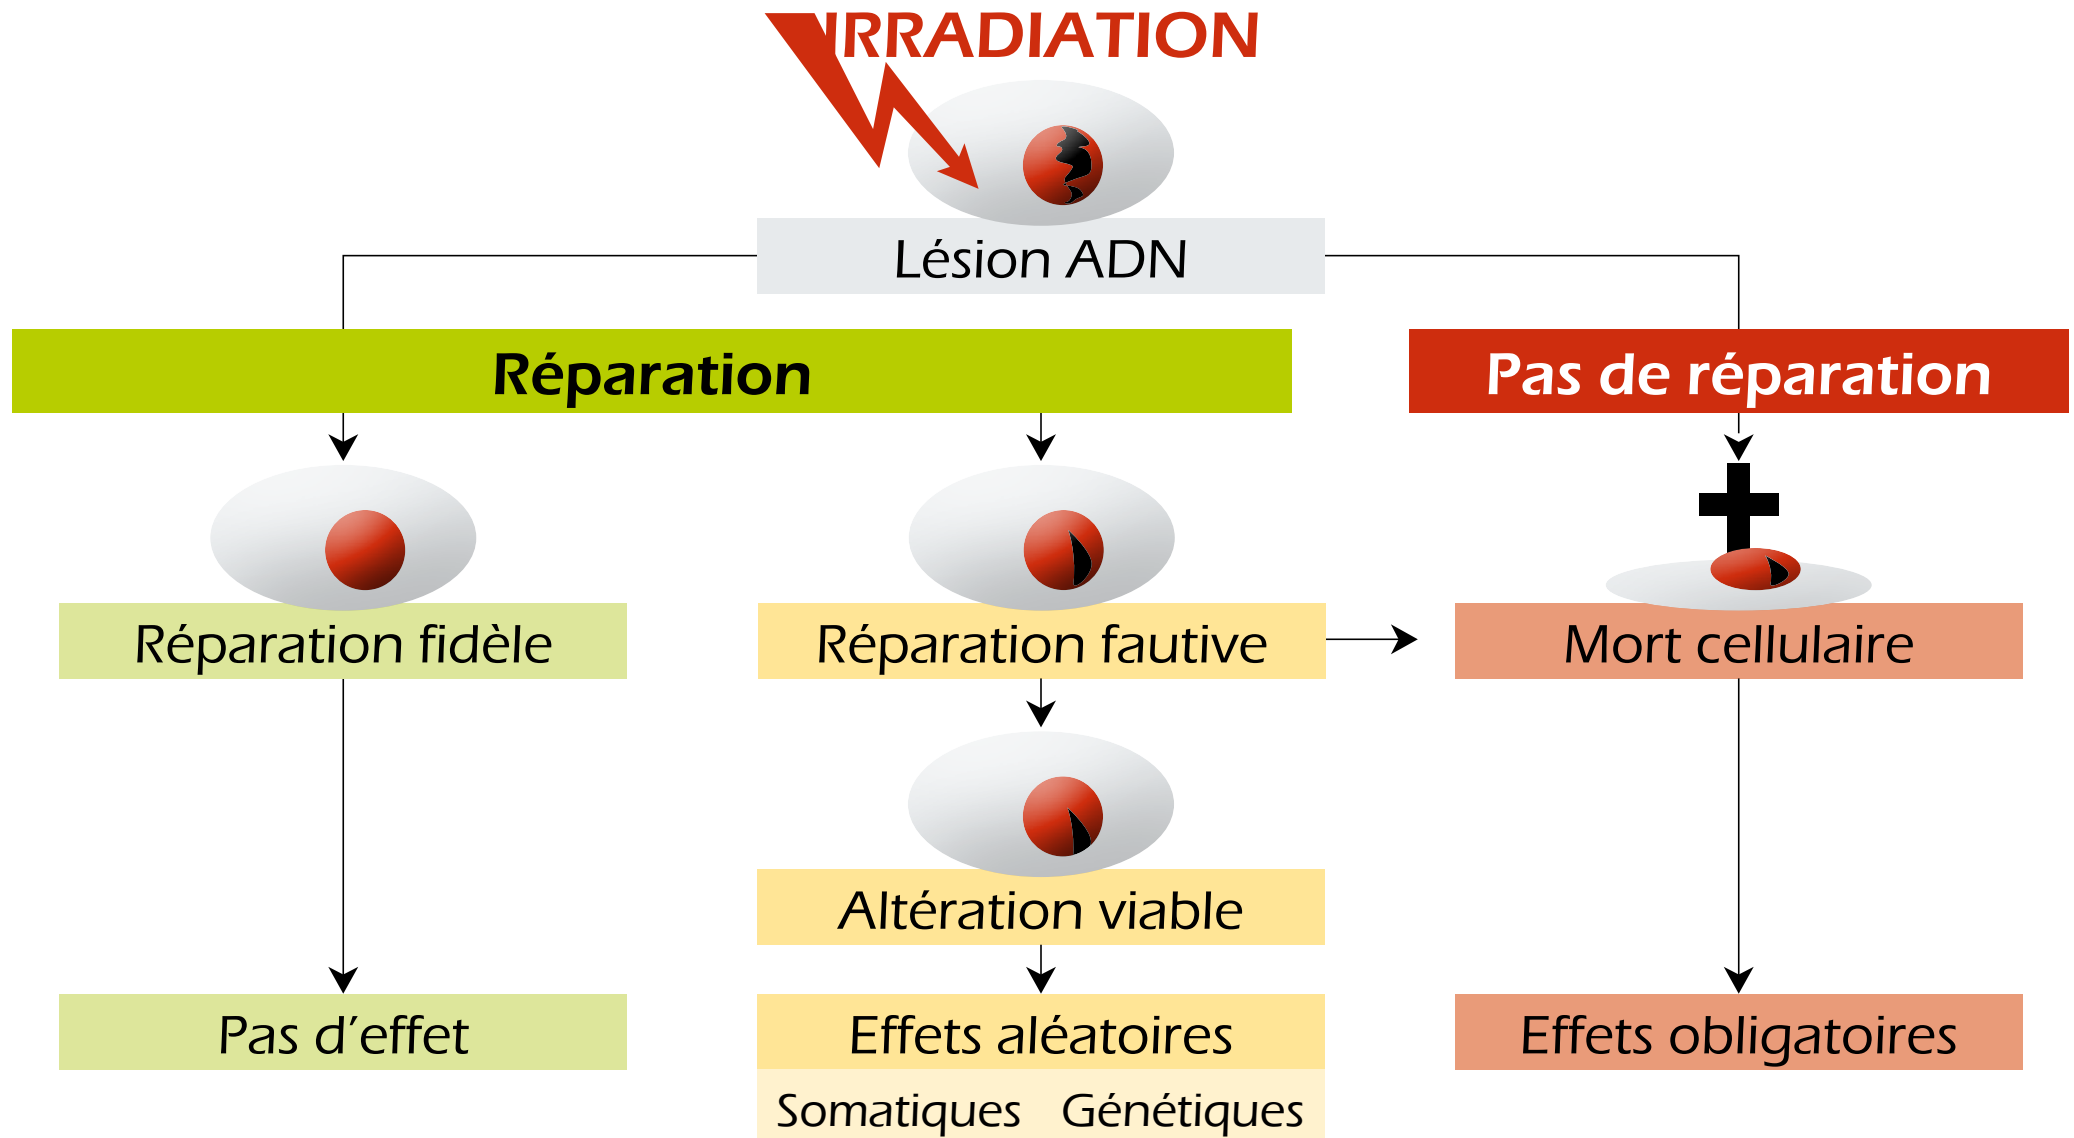 IRRADIATION
Lésion ADN
Réparation
Pas de réparation
Réparation fidèle
Réparation fautive
Mort cellulaire
Altération viable
Pas d’effet
Effets aléatoires
Effets obligatoires
Somatiques
Génétiques